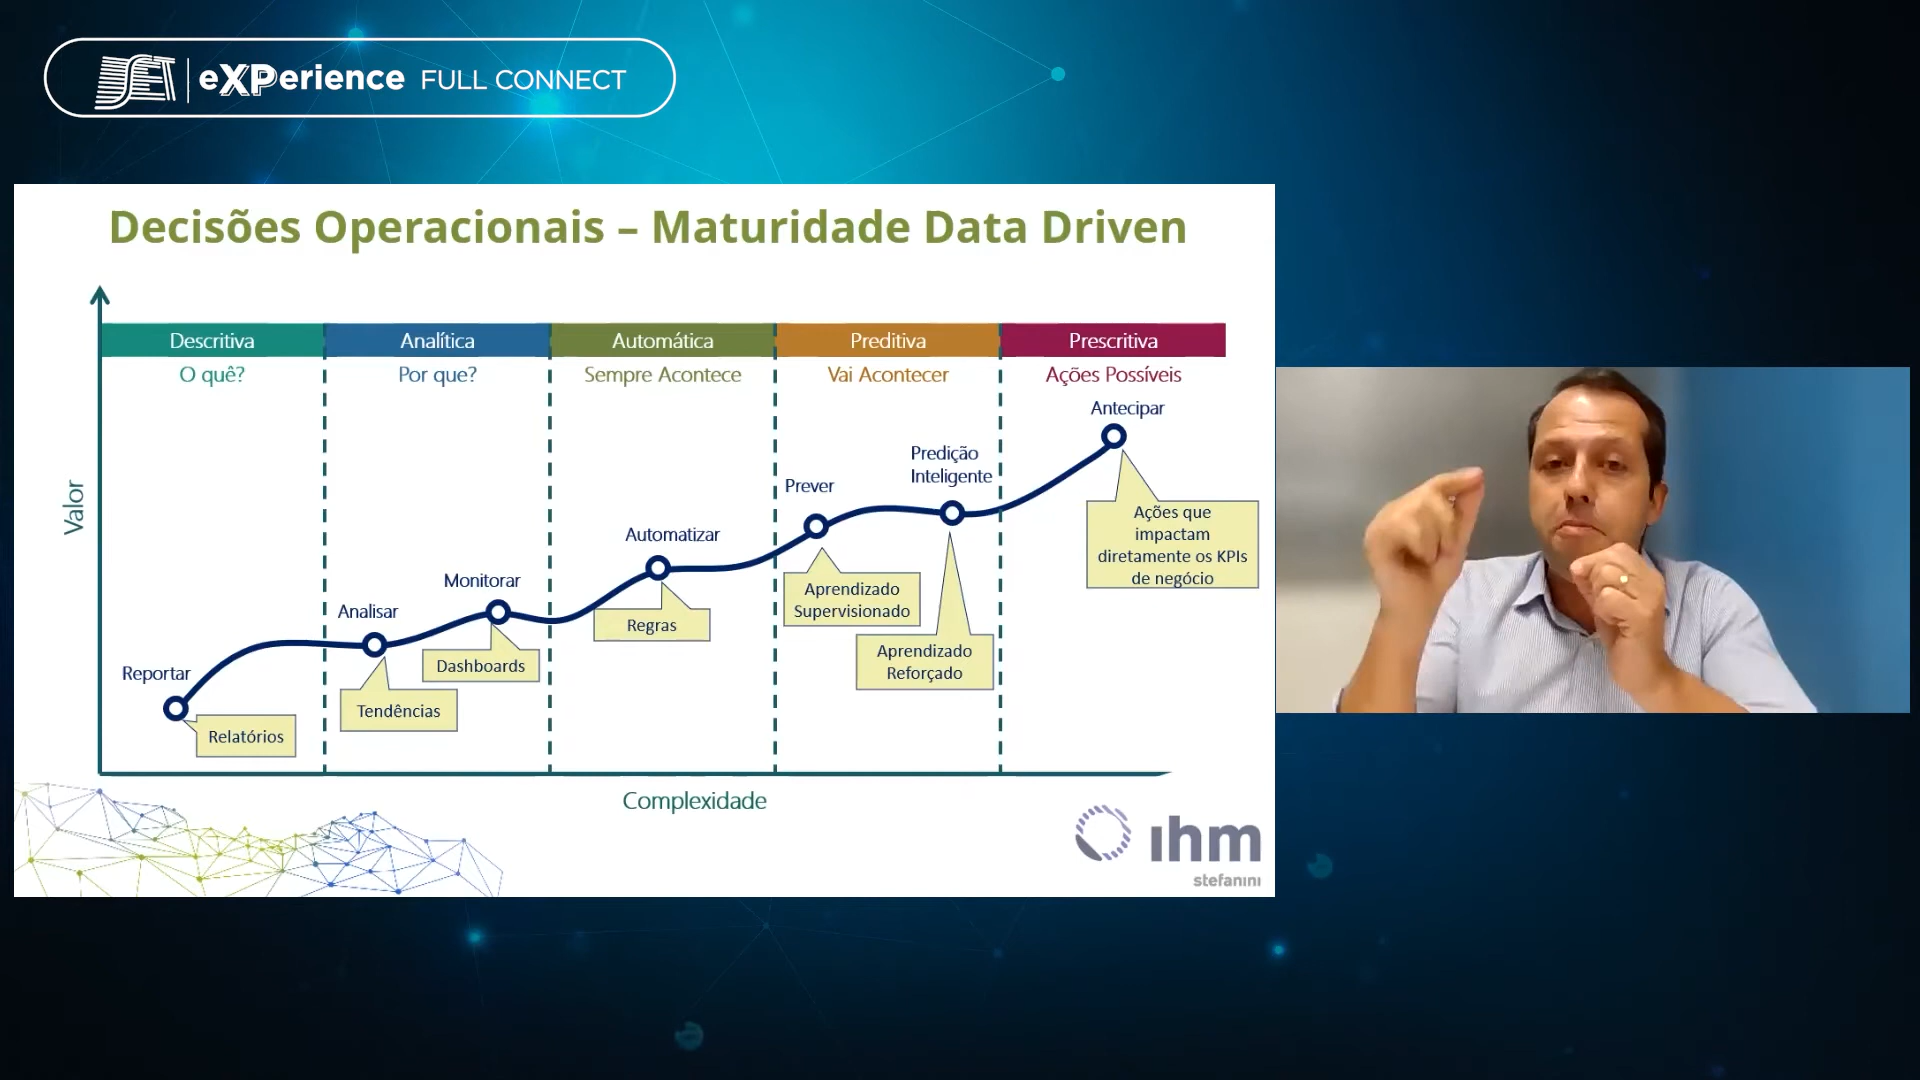 SET eXPerience FULL CONNECT
Decisões Operacionais – Maturidade Data Driven
Descritiva
Analítica
Automática
Preditiva
Prescritiva
O quê?
Por que?
Sempre Acontece
Vai Acontecer
Ações Possíveis
Antecipar
Predição
Inteligente
Prever
Automatizar
Monitorar
Analisar
Reportar
Ações que
impactam
diretamente os KPIs
de negócio
Aprendizado
Supervisionado
Aprendizado
Reforçado
Regras
Dashboards
Tendências
Relatórios
Valor
Complexidade
ihm
stefanini